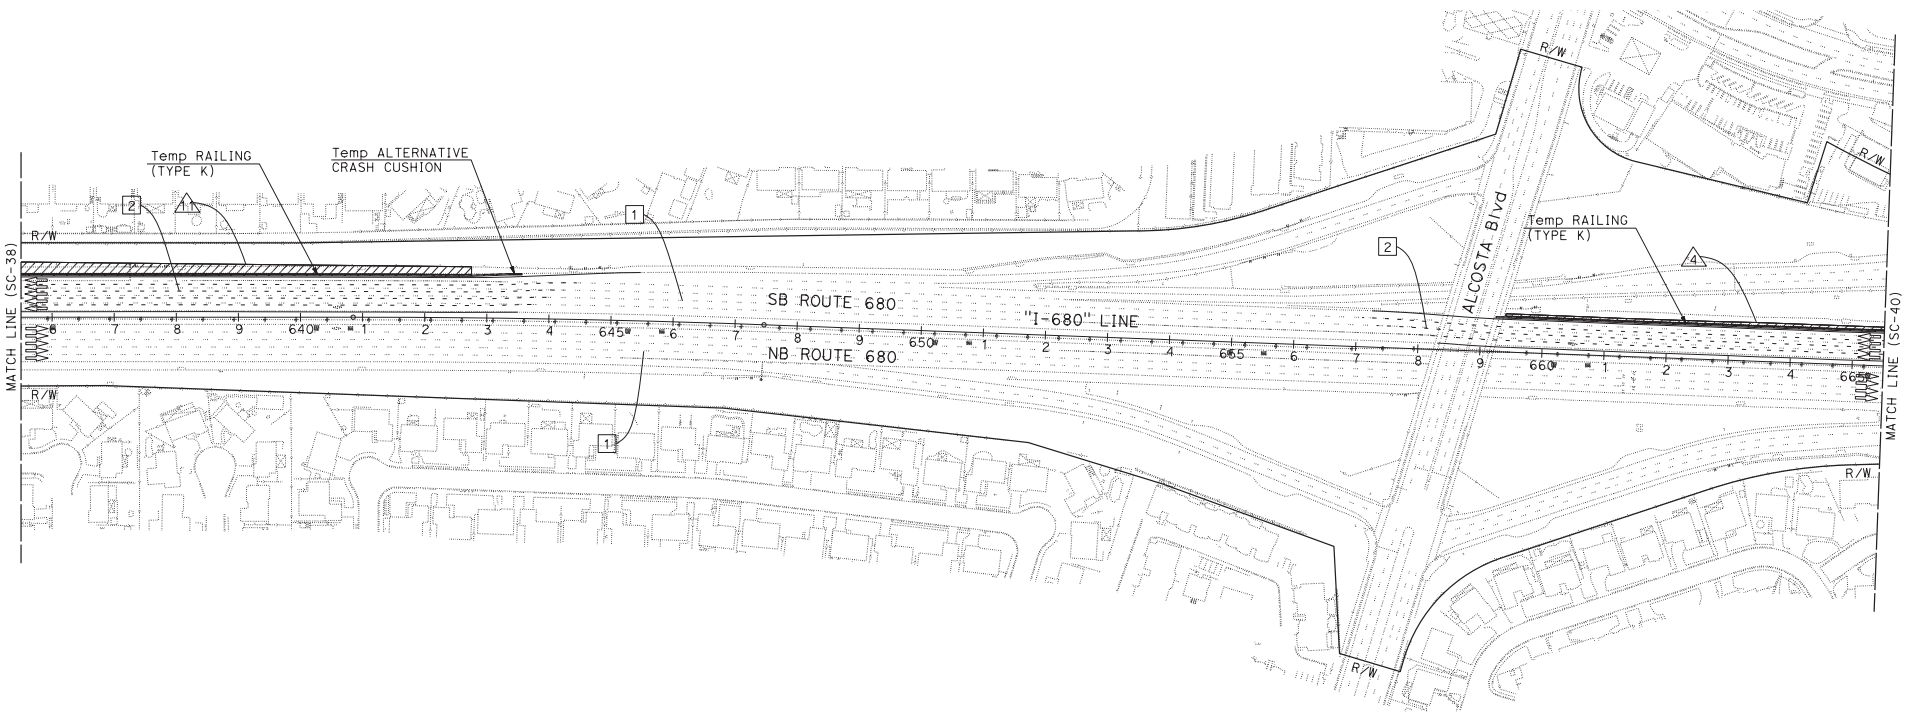 R/W
Temp RAILING
(TYPE K)
Temp ALTERNATIVE
CRASH CUSHION
R/W
2
11
1
ALCOSTA Blvd
Temp RAILING
(TYPE K)
R/W
2
4
MATCH LINE (SC-38)
SB ROUTE 680
"I-680" LINE
MATCH LINE (SC-40)
6 7 8 9 640 1 2 3 4 645 6 7 8 9 650 1 2 3 4 655 6 7 8 9 660 1 2 3 4 665
NB ROUTE 680
R/W
1
R/W
R/W